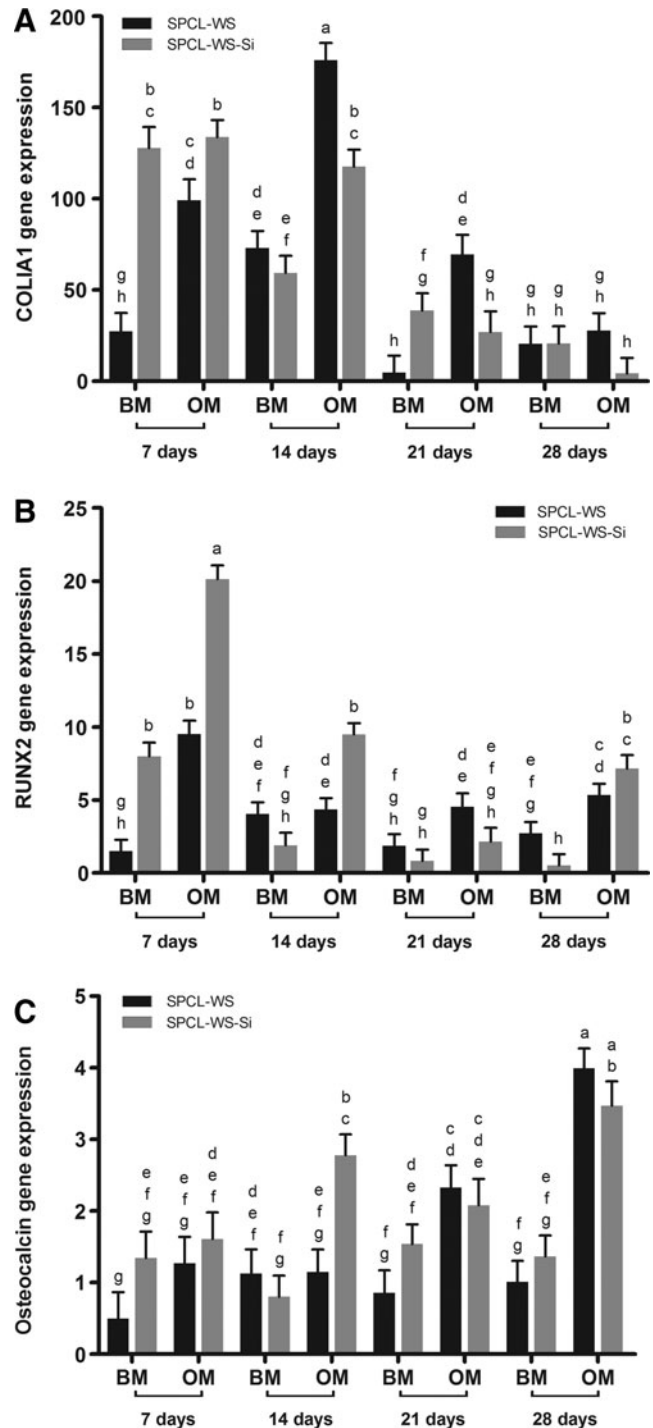 A
SPCL-WS
SPCL-WS-Si
COLIA1 gene expression
200
150
100
50
0
g
h
b
c
c
d
b
d
e
e
f
a
b
c
h
f
g
d
e
g
h
g
h
g
h
g
h
h
BM OM BM OM BM OM BM OM
7 days 14 days 21 days 28 days
B
SPCL-WS
SPCL-WS-Si
RUNX2 gene expression
25
20
15
10
5
0
g
h
b
b
a
d
e
f
f
g
h
d
e
b
f
g
h
g
h
d
e
e
f
g
h
e
f
g
h
c
d
b
c
BM OM BM OM BM OM BM OM
7 days 14 days 21 days 28 days
C
SPCL-WS
SPCL-WS-Si
Osteocalcin gene expression
5
4
3
2
1
0
g
e
f
g
e
f
g
d
e
f
d
e
f
f
g
e
f
g
b
c
f
g
d
e
f
c
d
c
d
e
f
g
e
f
g
a
a
b
BM OM BM OM BM OM BM OM
7 days 14 days 21 days 28 days